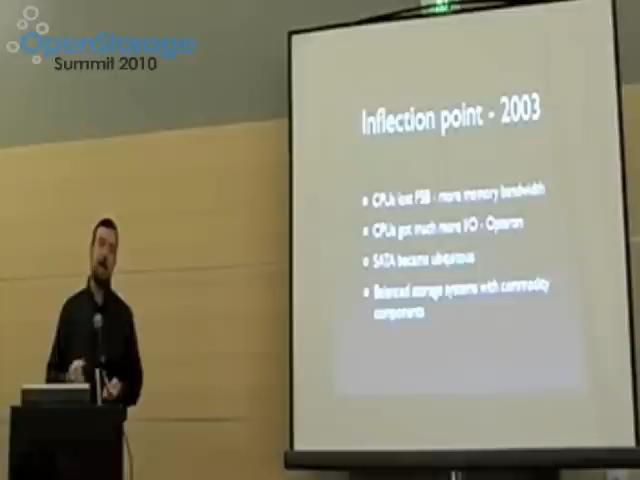 OpenStorage
Summit 2010
Inflection point - 2003
CPUs lost FSB - more memory bandwidth
CPUs got much more I/O - Opteron
SATA became ubiquitous
Balanced storage systems with commodity
components